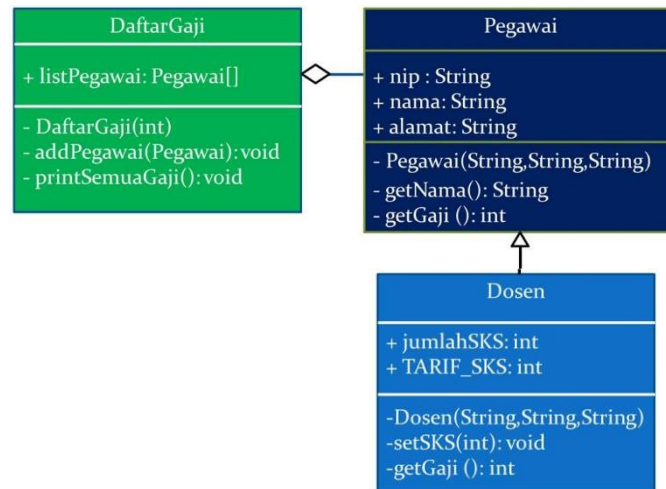 DaftarGaji
+ listPegawai: Pegawai[]
- DaftarGaji(int)
- addPegawai(Pegawai): void
- printSemuaGaji(): void
Pegawai
+ nip : String
+ nama: String
+ alamat: String
- Pegawai(String,String,String)
- getNama(): String
- getGaji (): int
Dosen
+ jumlahSKS: int
+ TARIF_SKS: int
-Dosen(String,String,String)
-setSKS(int): void
-getGaji (): int